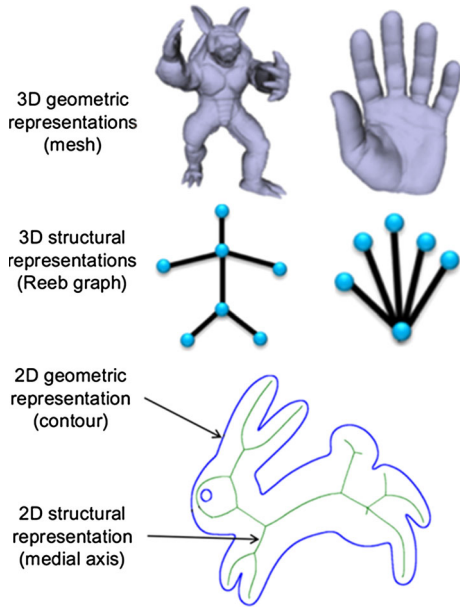 3D geometric
representations
(mesh)
3D structural
representations
(Reeb graph)
2D geometric
representation
(contour)
2D structural
representation
(medial axis)